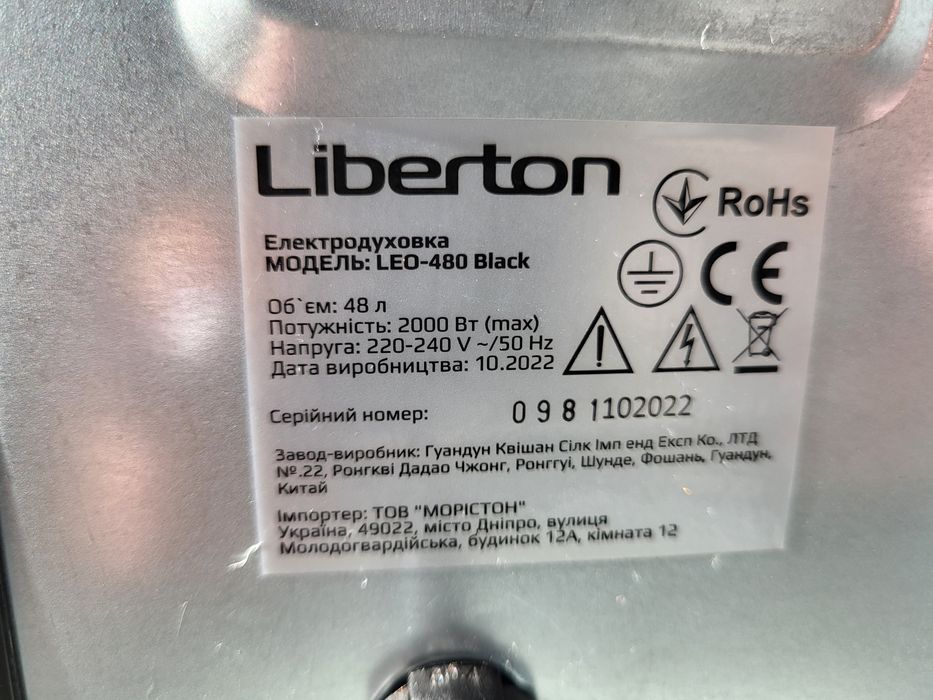 Liberton
RoHs
Електродуховка
МОДЕЛЬ: LEO-480 Black
CE
Об`єм: 48 л
Потужність: 2000 Вт (max)
Напруга: 220-240 V ~/50 Hz
Дата виробництва: 10.2022
Серійний номер: 0 9 8 1102022
Завод-виробник: Гуандун Квішан Сілк Імп енд Експ Ко., ЛТД
№.22, Ронгкві Дадао Чжонг, Ронггуі, Шунде, Фошань, Гуандун,
Китай
Імпортер: ТОВ "МОРІСТОН"
Україна, 49022, місто Дніпро, вулиця
Молодогвардійська, будинок 12А, кімната 12